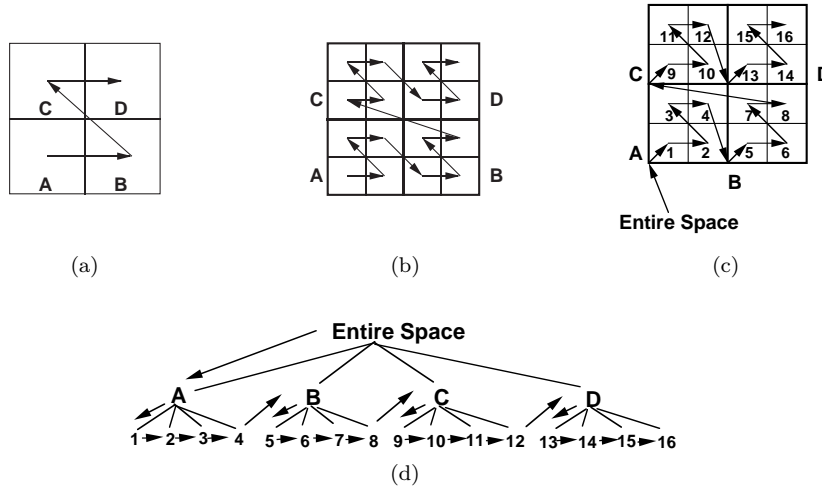 11 12 15 16
C D
C D
C 9 10 13 14 D
3 4 7 8
A B
A B
A 1 2 5 6
B
Entire Space
(a) (b) (c)
Entire Space
A B C D
1 2 3 4 5 6 7 8 9 10 11 12 13 14 15 16
(d)